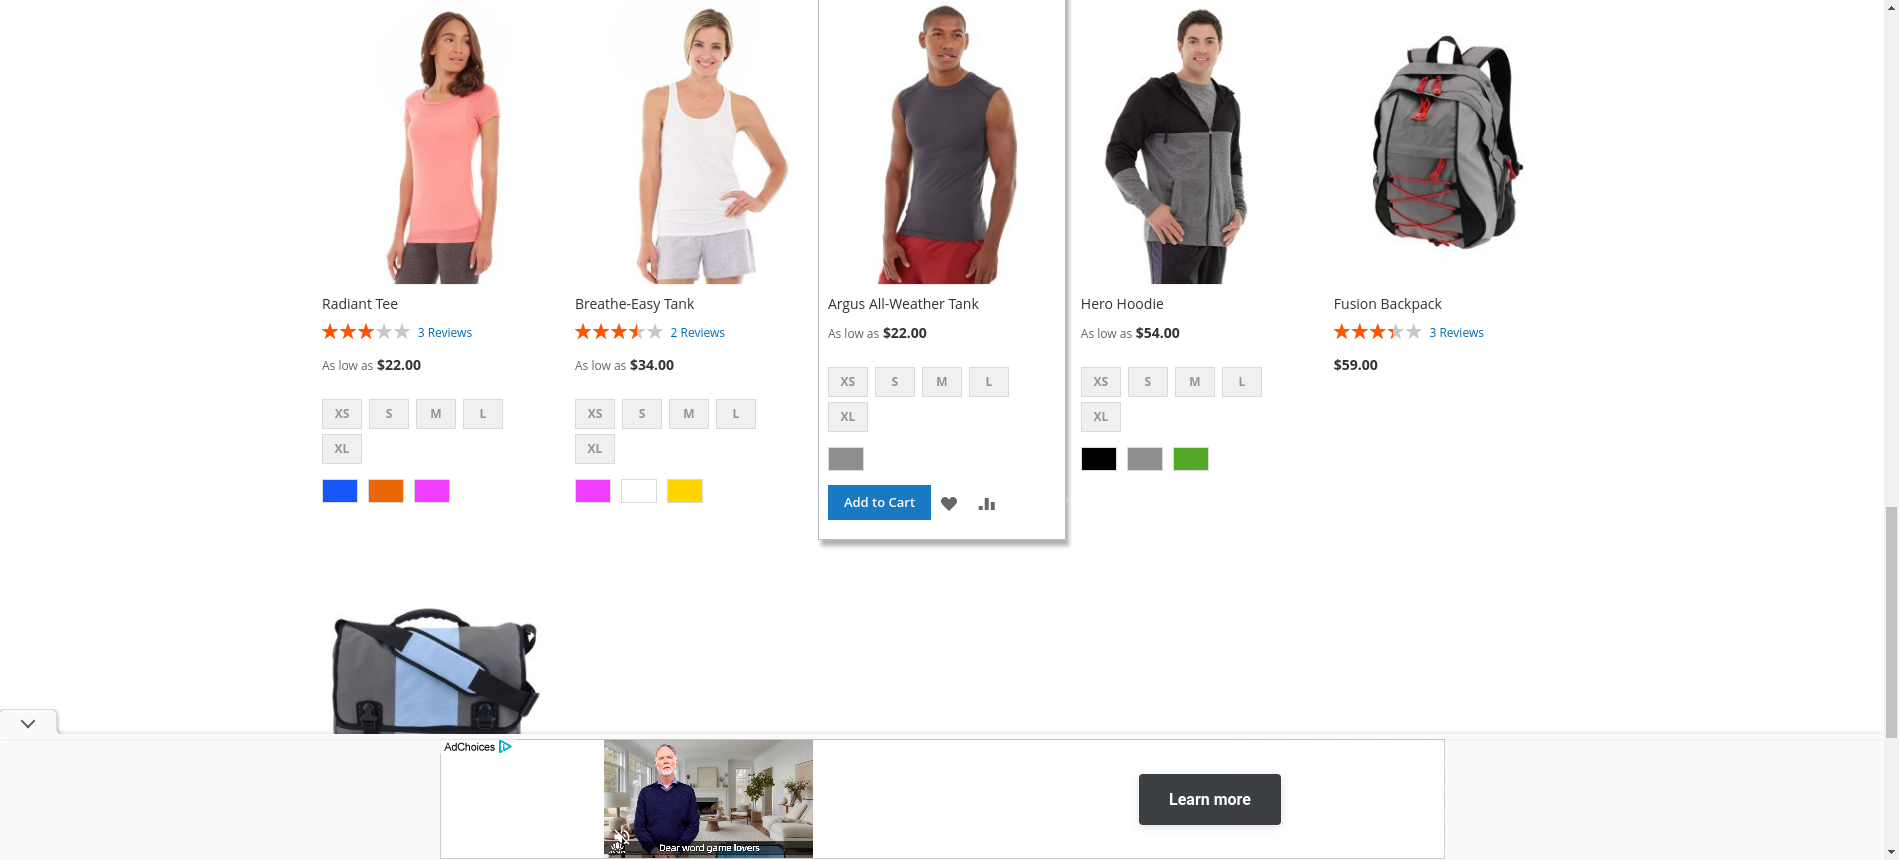 Radiant Tee
3 Reviews
As low as $22.00
XS S M L
XL
Breathe-Easy Tank
2 Reviews
As low as $34.00
XS S M L
XL
Argus All-Weather Tank
As low as $22.00
XS S M L
XL
Add to Cart
Hero Hoodie
As low as $54.00
XS S M L
XL
Fusion Backpack
3 Reviews
$59.00
AdChoices
Dear word game lovers
Learn more